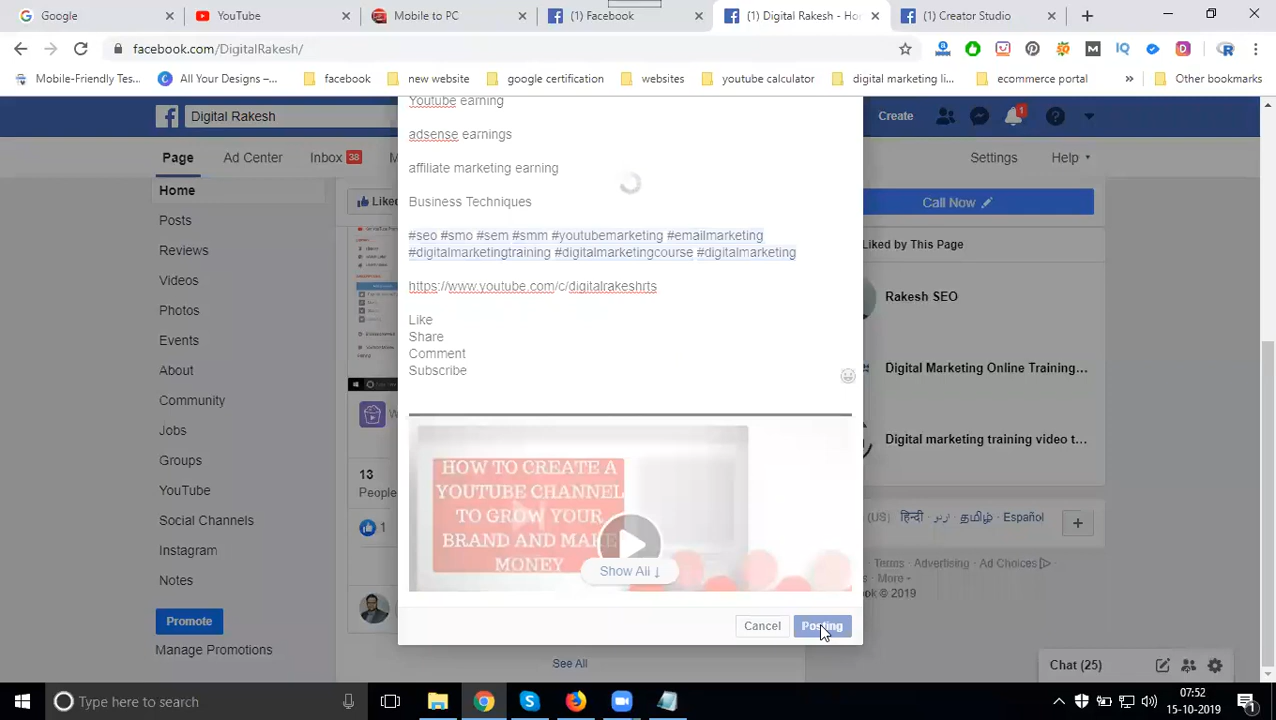 Google
YouTube
Mobile to PC
(1) Facebook
(1) Digital Rakesh - Ho
(1) Creator Studio
facebook.com/DigitalRakesh/
Mobile-Friendly Tes...
All Your Designs –...
facebook
new website
google certification
websites
youtube calculator
digital marketing li...
ecommerce portal
Other bookmarks
Digital Rakesh
Create
1
Page
Ad Center
Inbox 38
Settings
Help
Home
Posts
Reviews
Videos
Photos
Events
About
Community
Jobs
Groups
YouTube
Social Channels
Instagram
Notes
Promote
Manage Promotions
Liked
13
People
1
See All
Youtube earning
adsense earnings
affiliate marketing earning
Business Techniques
#seo #smo #sem #smm #youtubemarketing #emailmarketing
#digitalmarketingtraining #digitalmarketingcourse #digitalmarketing
https://www.youtube.com/c/digitalrakeshrts
Like
Share
Comment
Subscribe
HOW TO CREATE A
YOUTUBE CHANNEL
TO GROW YOUR
BRAND AND MAKE
MONEY
Show All ↓
Cancel
Posting
Call Now
Liked by This Page
Rakesh SEO
Digital Marketing Online Training...
Digital marketing training video t...
(US) हिन्दी اردو தமிழ் Español
Terms · Advertising · Ad Choices
More
© 2019
Chat (25)
Type here to search
07:52
15-10-2019
1